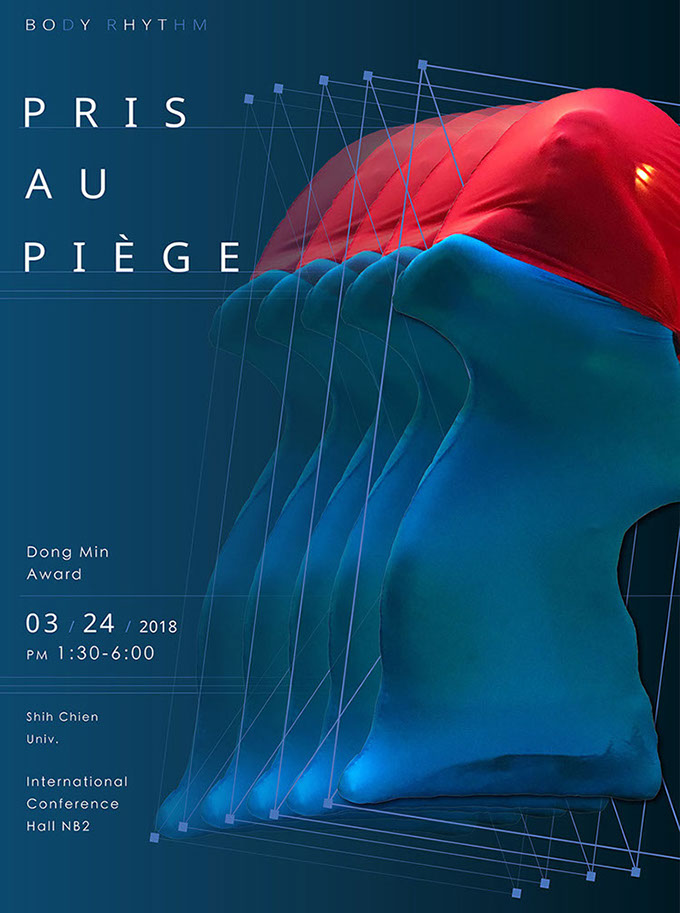 BODY RHYTHM
PRIS
AU
PIÈGE
Dong Min
Award
03 / 24 / 2018
PM 1:30-6:00
Shih Chien
Univ.
International
Conference
Hall NB2